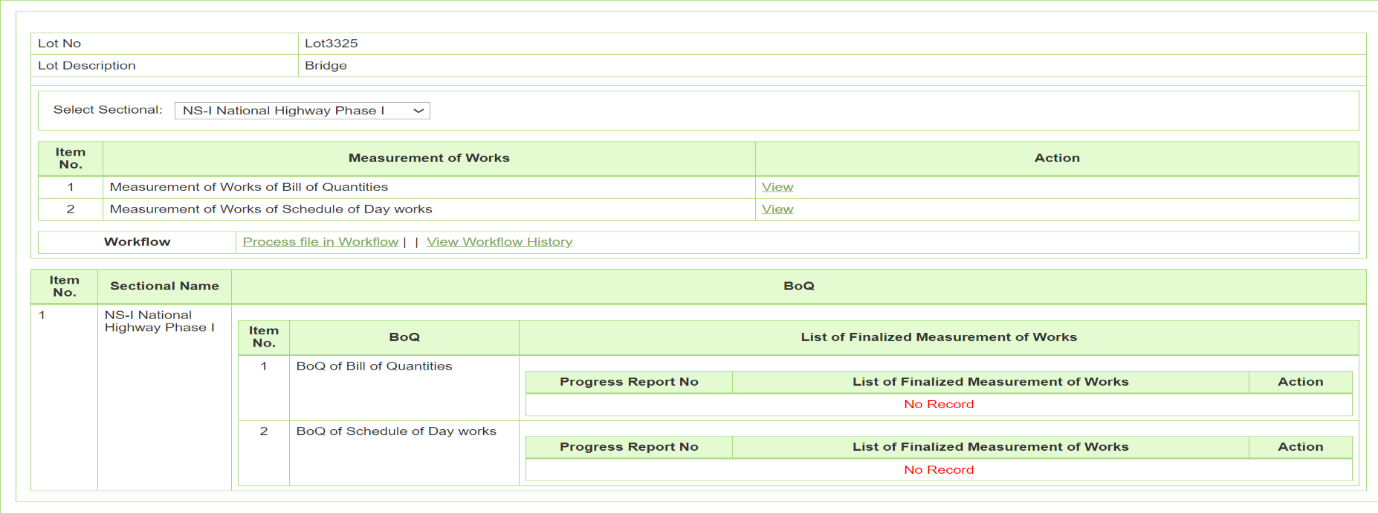 Lot No Lot3325
Lot Description Bridge
Select Sectional: NS-I National Highway Phase I
Item No. Measurement of Works Action
1 Measurement of Works of Bill of Quantities View
2 Measurement of Works of Schedule of Day works View
Workflow Process file in Workflow | | View Workflow History
Item No. Sectional Name BoQ
1 NS-I National Highway Phase I
Item No. BoQ List of Finalized Measurement of Works
1 BoQ of Bill of Quantities
Progress Report No List of Finalized Measurement of Works Action
No Record
2 BoQ of Schedule of Day works
Progress Report No List of Finalized Measurement of Works Action
No Record